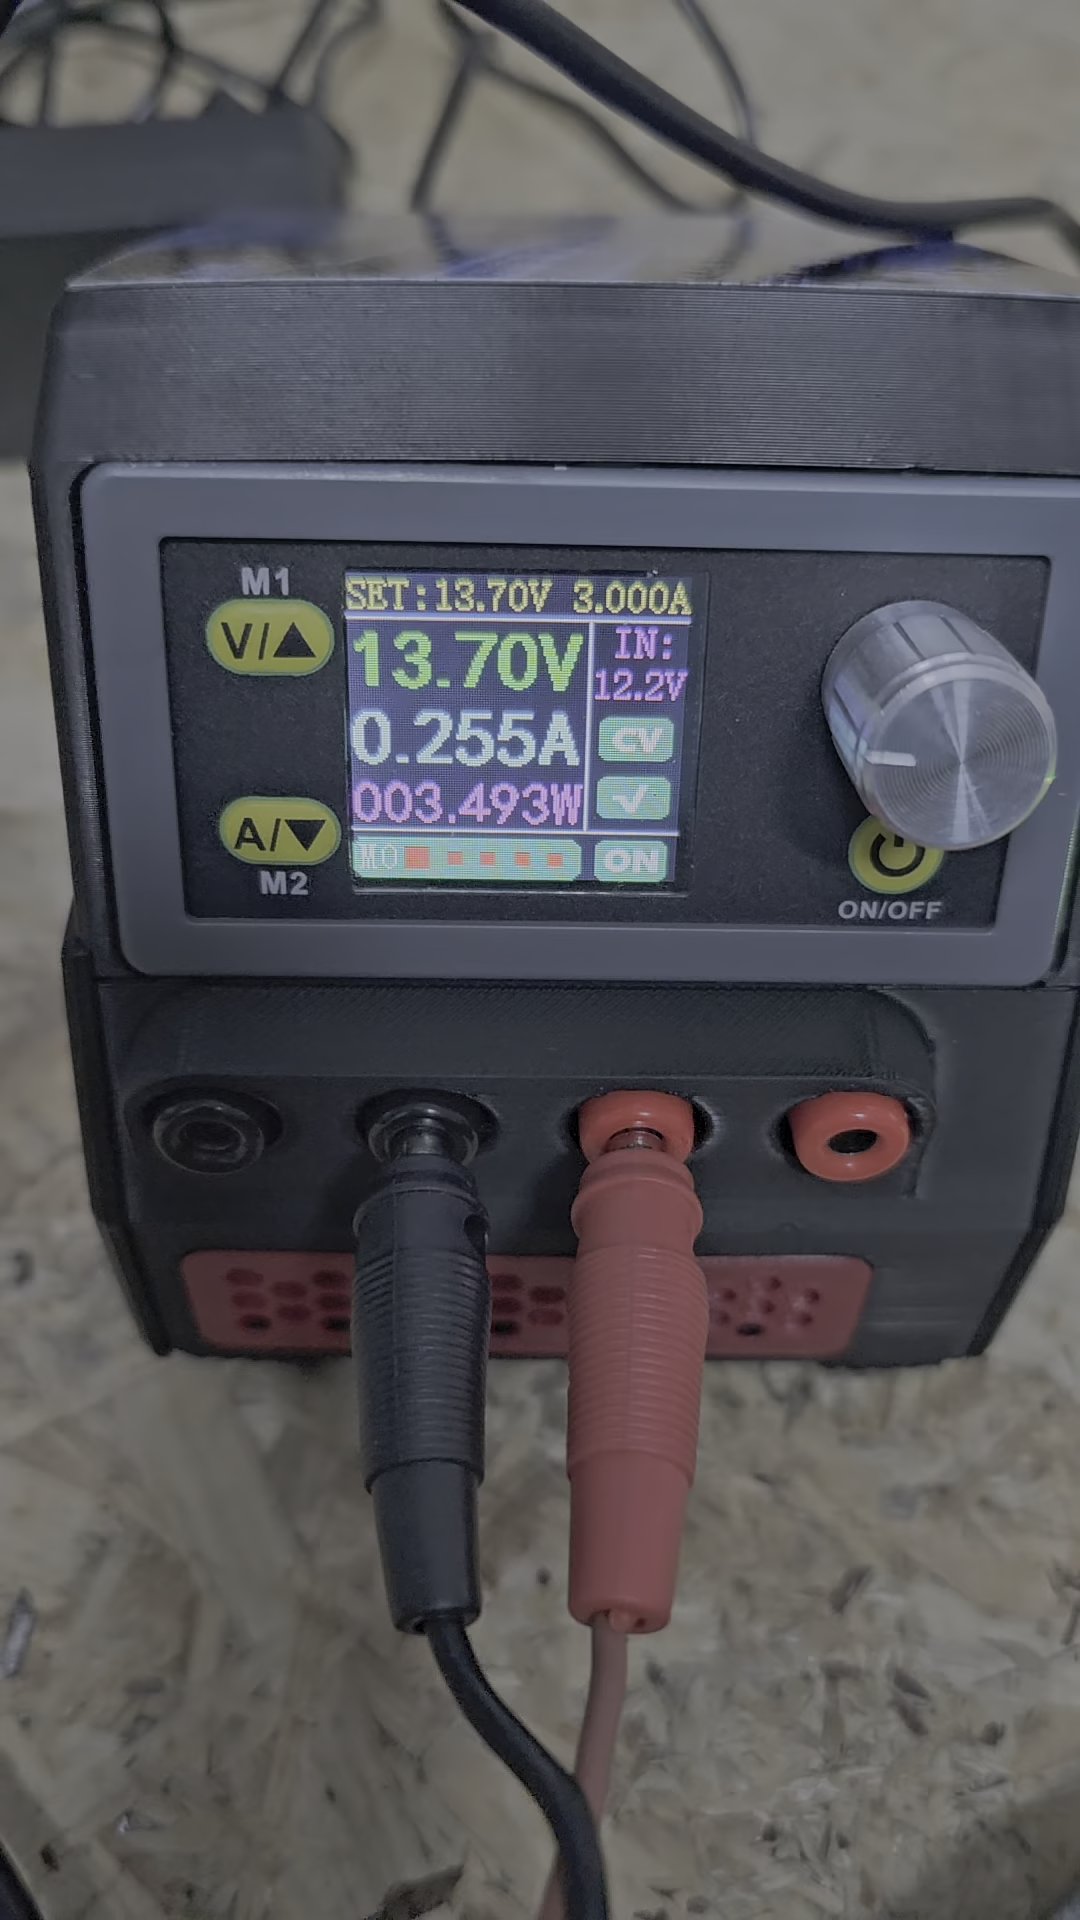 M1
V/▲
SET:13.70V 3.000A
13.70V
IN:
12.2V
0.255A
CV
003.493W
√
M0
ON
A/▼
M2
ON/OFF